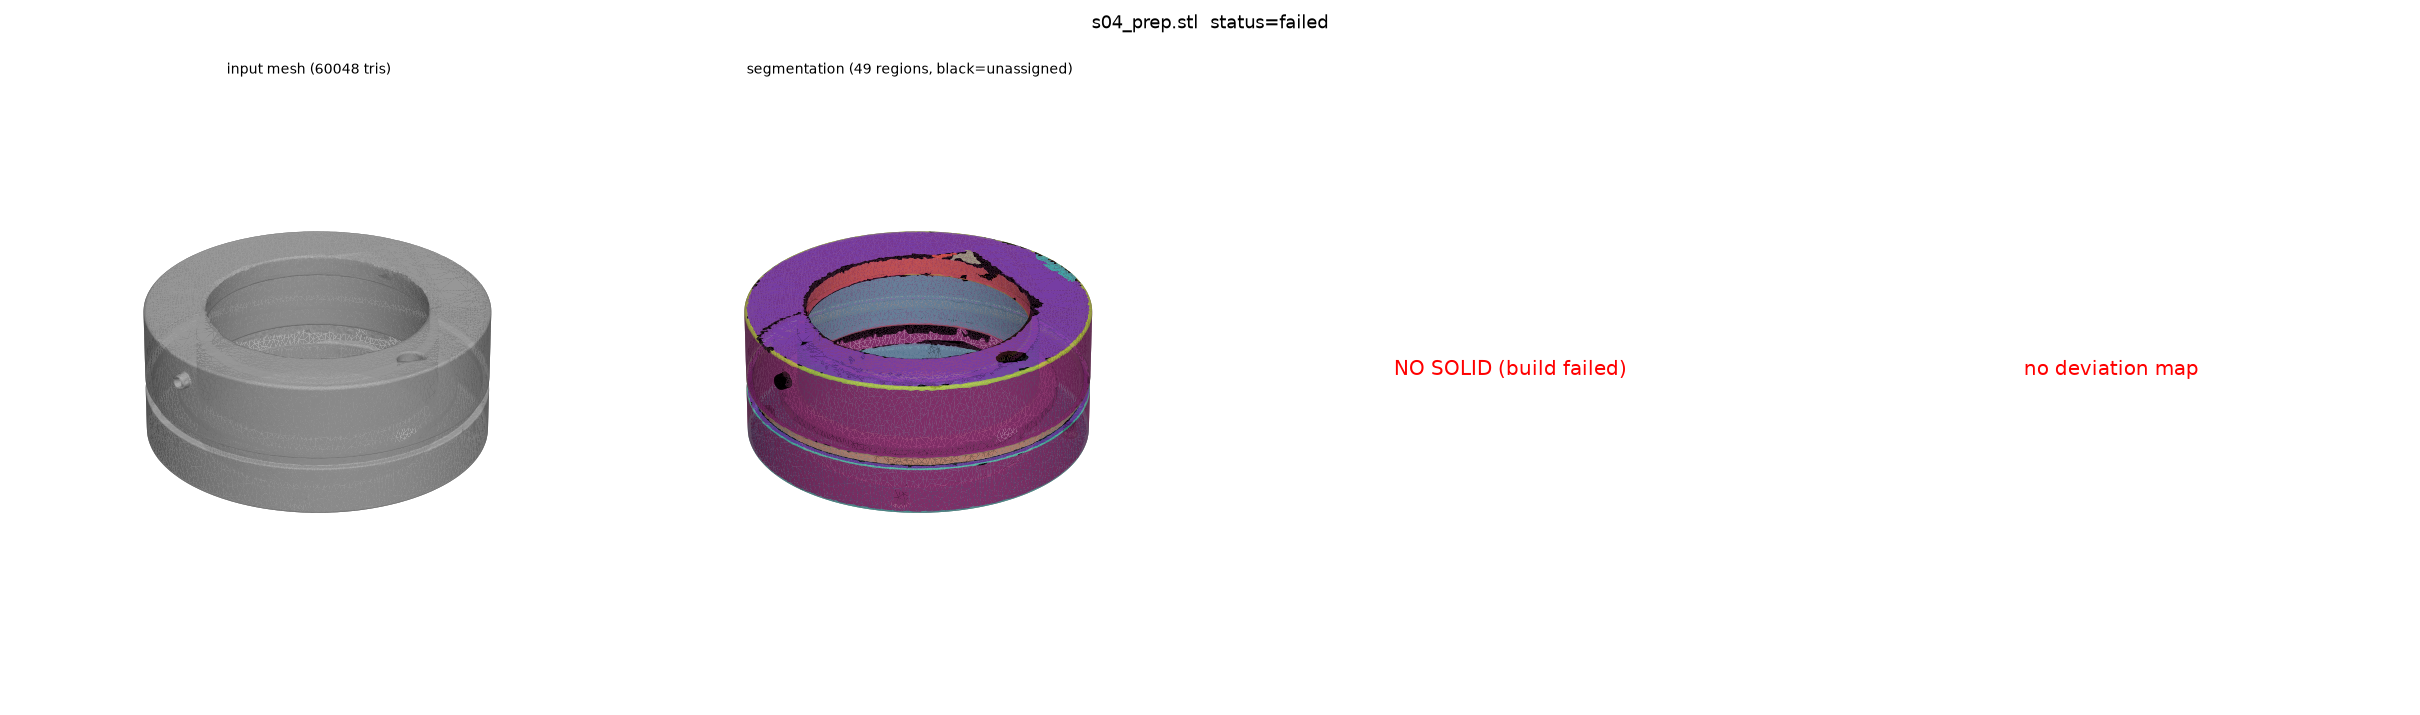 s04_prep.stl  status=failed
input mesh (60048 tris)
segmentation (49 regions, black=unassigned)
NO SOLID (build failed)
no deviation map